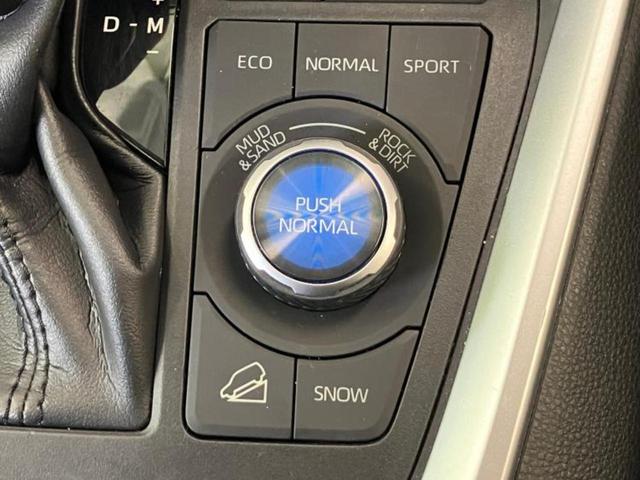 +
D - M
−
ECO
NORMAL
SPORT
MUD
& SAND
ROCK
& DIRT
PUSH
NORMAL
SNOW